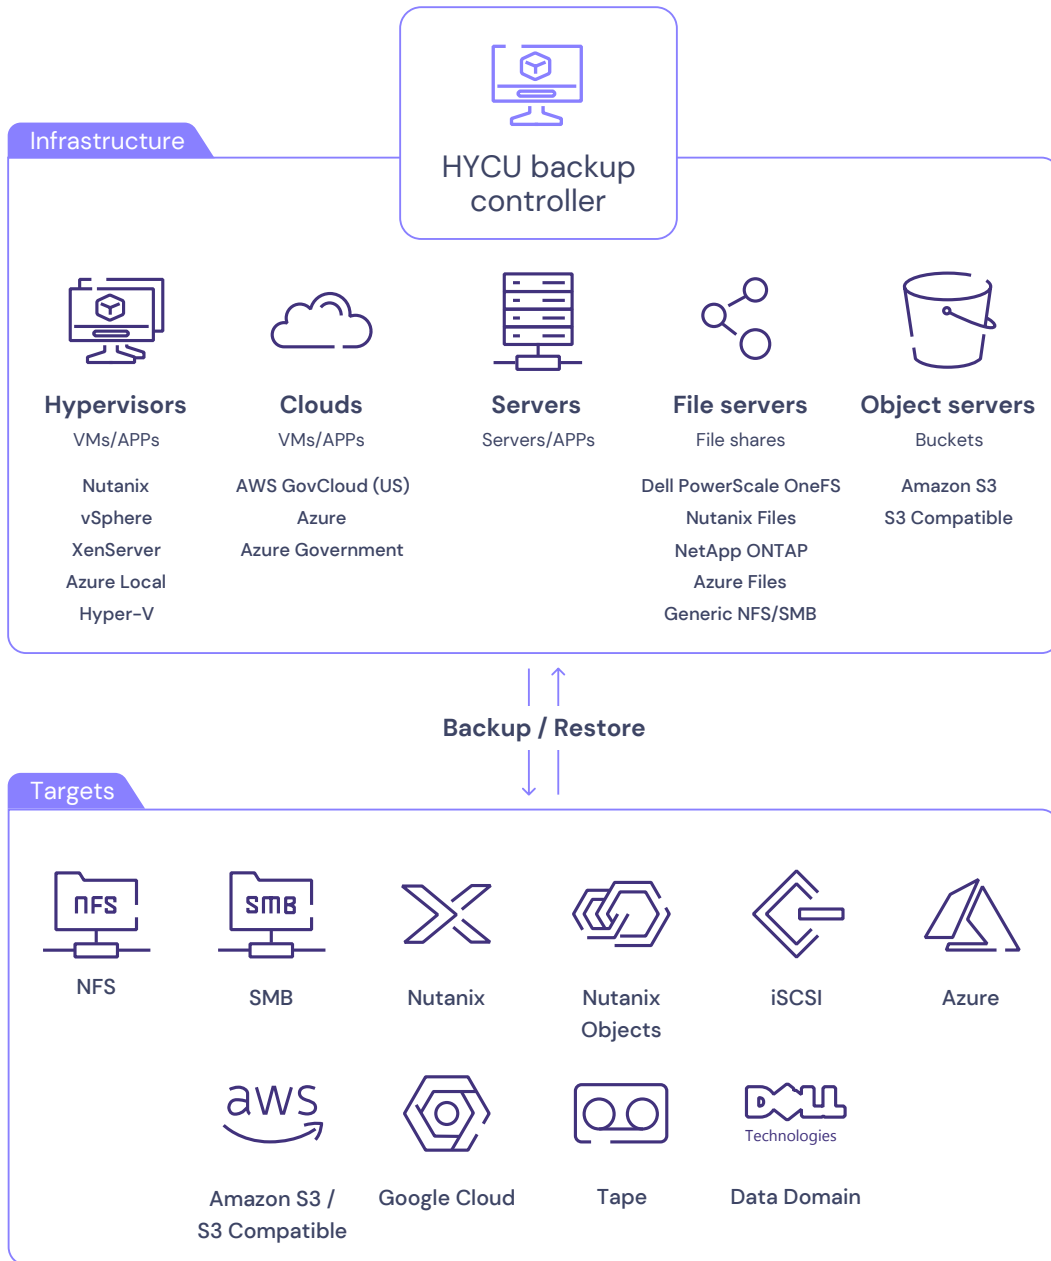 HYCU backup
controller
Infrastructure
Hypervisors
VMs/APPs
Nutanix
vSphere
XenServer
Azure Local
Hyper-V
Clouds
VMs/APPs
AWS GovCloud (US)
Azure
Azure Government
Servers
Servers/APPs
File servers
File shares
Dell PowerScale OneFS
Nutanix Files
NetApp ONTAP
Azure Files
Generic NFS/SMB
Object servers
Buckets
Amazon S3
S3 Compatible
Backup / Restore
Targets
NFS
NFS
SMB
SMB
Nutanix
Nutanix
Objects
iSCSI
Azure
aws
Amazon S3 /
S3 Compatible
Google Cloud
Tape
DELL
Technologies
Data Domain